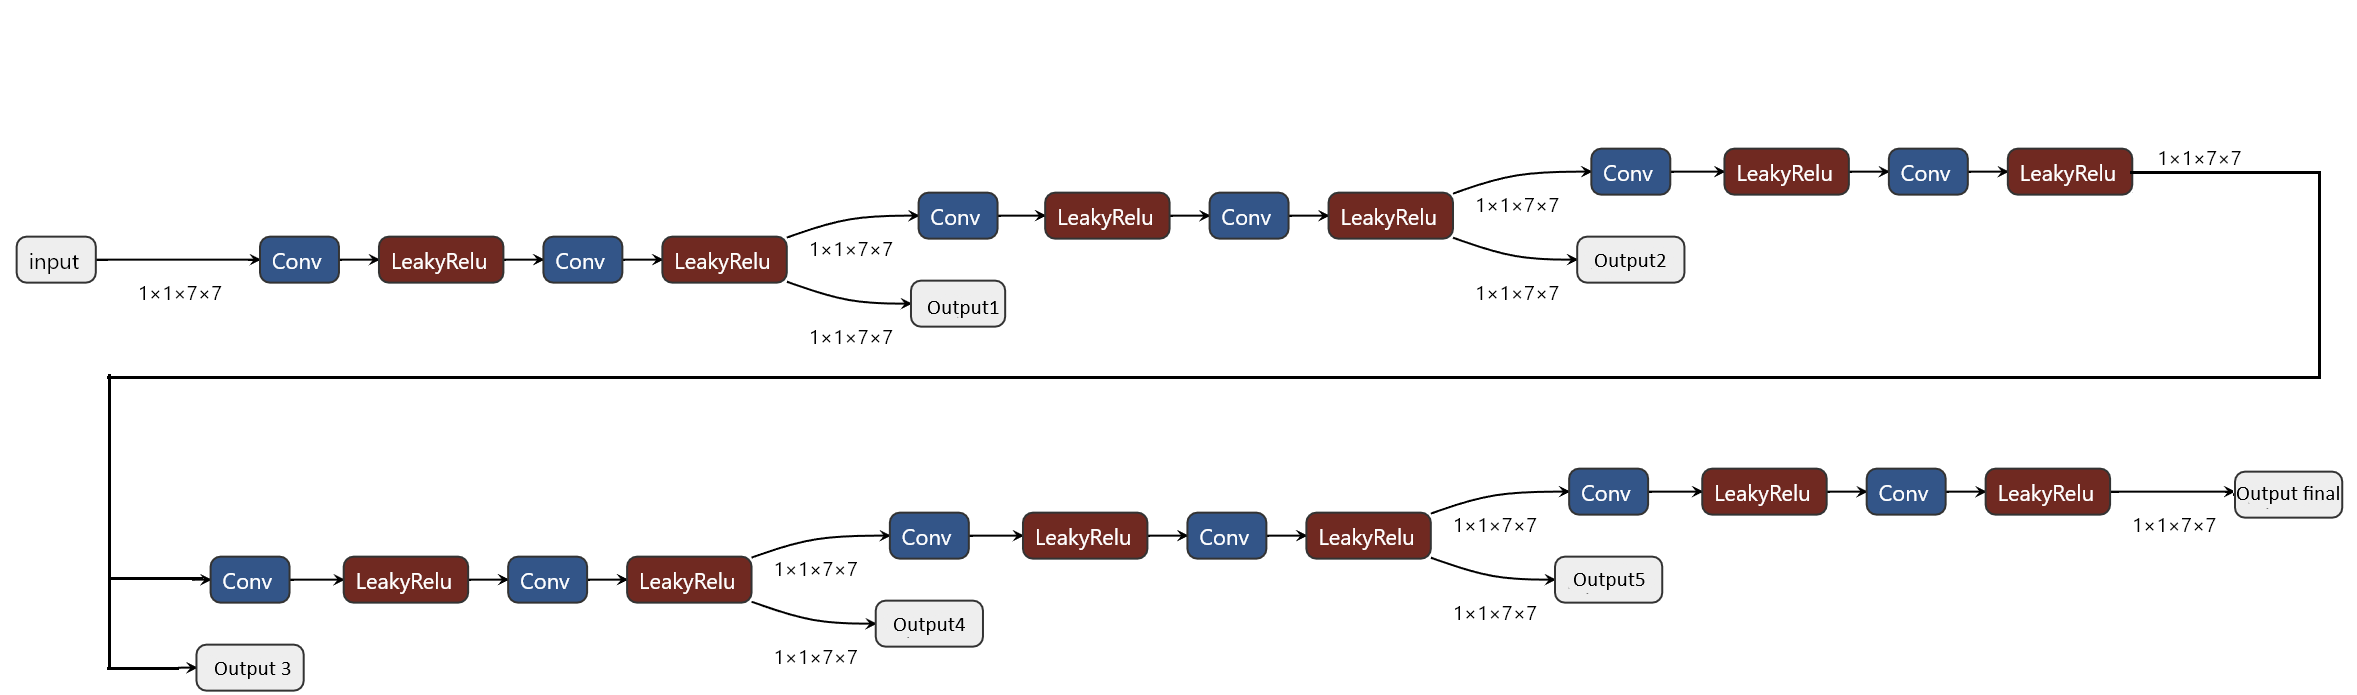 input
1×1×7×7
Conv
LeakyRelu
Conv
LeakyRelu
1×1×7×7
1×1×7×7
Output1
Conv
LeakyRelu
Conv
LeakyRelu
1×1×7×7
1×1×7×7
Output2
Conv
LeakyRelu
Conv
LeakyRelu
1×1×7×7
Conv
LeakyRelu
Conv
LeakyRelu
Output 3
1×1×7×7
1×1×7×7
Output4
Conv
LeakyRelu
Conv
LeakyRelu
1×1×7×7
1×1×7×7
Output5
Conv
LeakyRelu
Conv
LeakyRelu
1×1×7×7
Output final